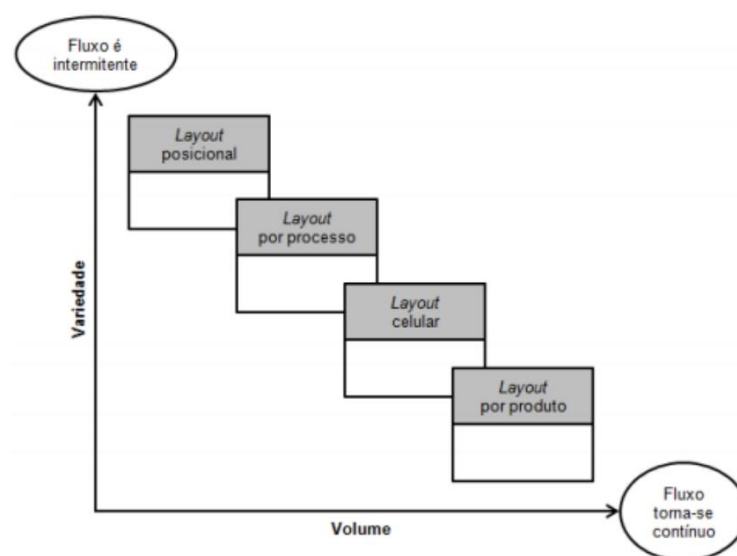 Fluxo é
intermitente
Layout
posicional
Layout
por processo
Layout
celular
Layout
por produto
Variedade
Volume
Fluxo
torna-se
contínuo